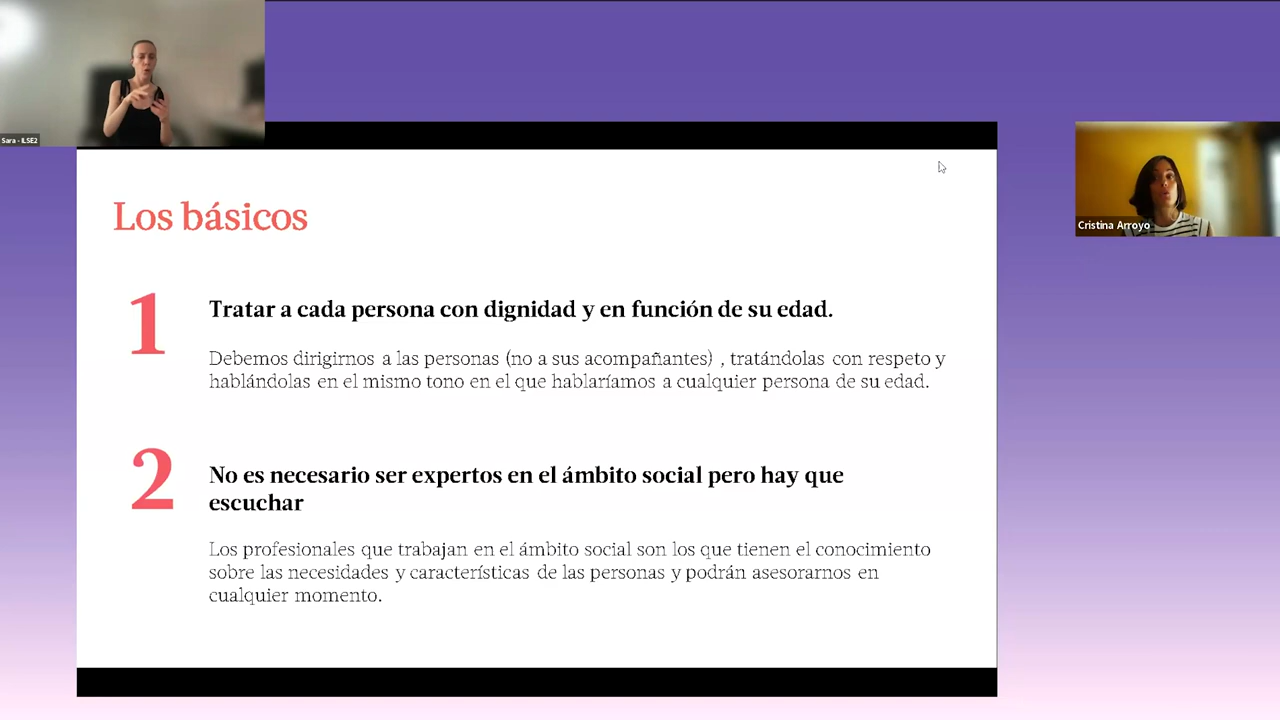 Sara - ILSE2
Cristina Arroyo
Los básicos
1
Tratar a cada persona con dignidad y en función de su edad.
Debemos dirigirnos a las personas (no a sus acompañantes) , tratándolas con respeto y
hablándolas en el mismo tono en el que hablaríamos a cualquier persona de su edad.
2
No es necesario ser expertos en el ámbito social pero hay que
escuchar
Los profesionales que trabajan en el ámbito social son los que tienen el conocimiento
sobre las necesidades y características de las personas y podrán asesorarnos en
cualquier momento.